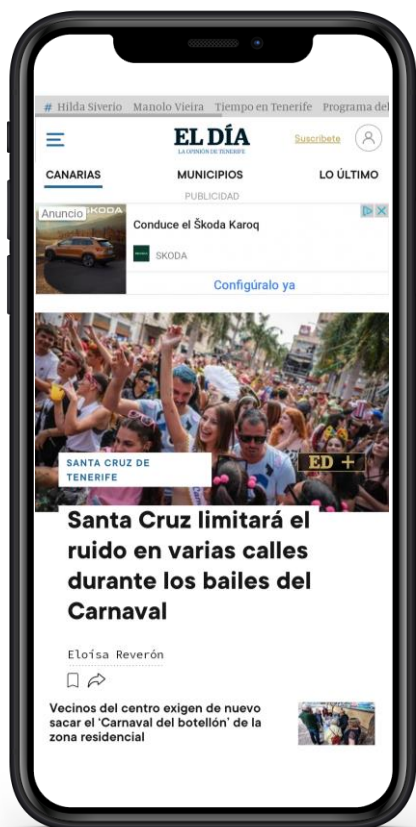 # Hilda Siverio Manolo Vieira Tiempo en Tenerife Programa del
EL DÍA
LA OPINIÓN DE TENERIFE
Suscríbete
CANARIAS MUNICIPIOS LO ÚLTIMO
PUBLICIDAD
Anuncio
SKODA
Conduce el Škoda Karoq
SKODA
Configúralo ya
SANTA CRUZ DE
TENERIFE
ED +
Santa Cruz limitará el
ruido en varias calles
durante los bailes del
Carnaval
Eloísa Reverón
Vecinos del centro exigen de nuevo
sacar el ‘Carnaval del botellón’ de la
zona residencial